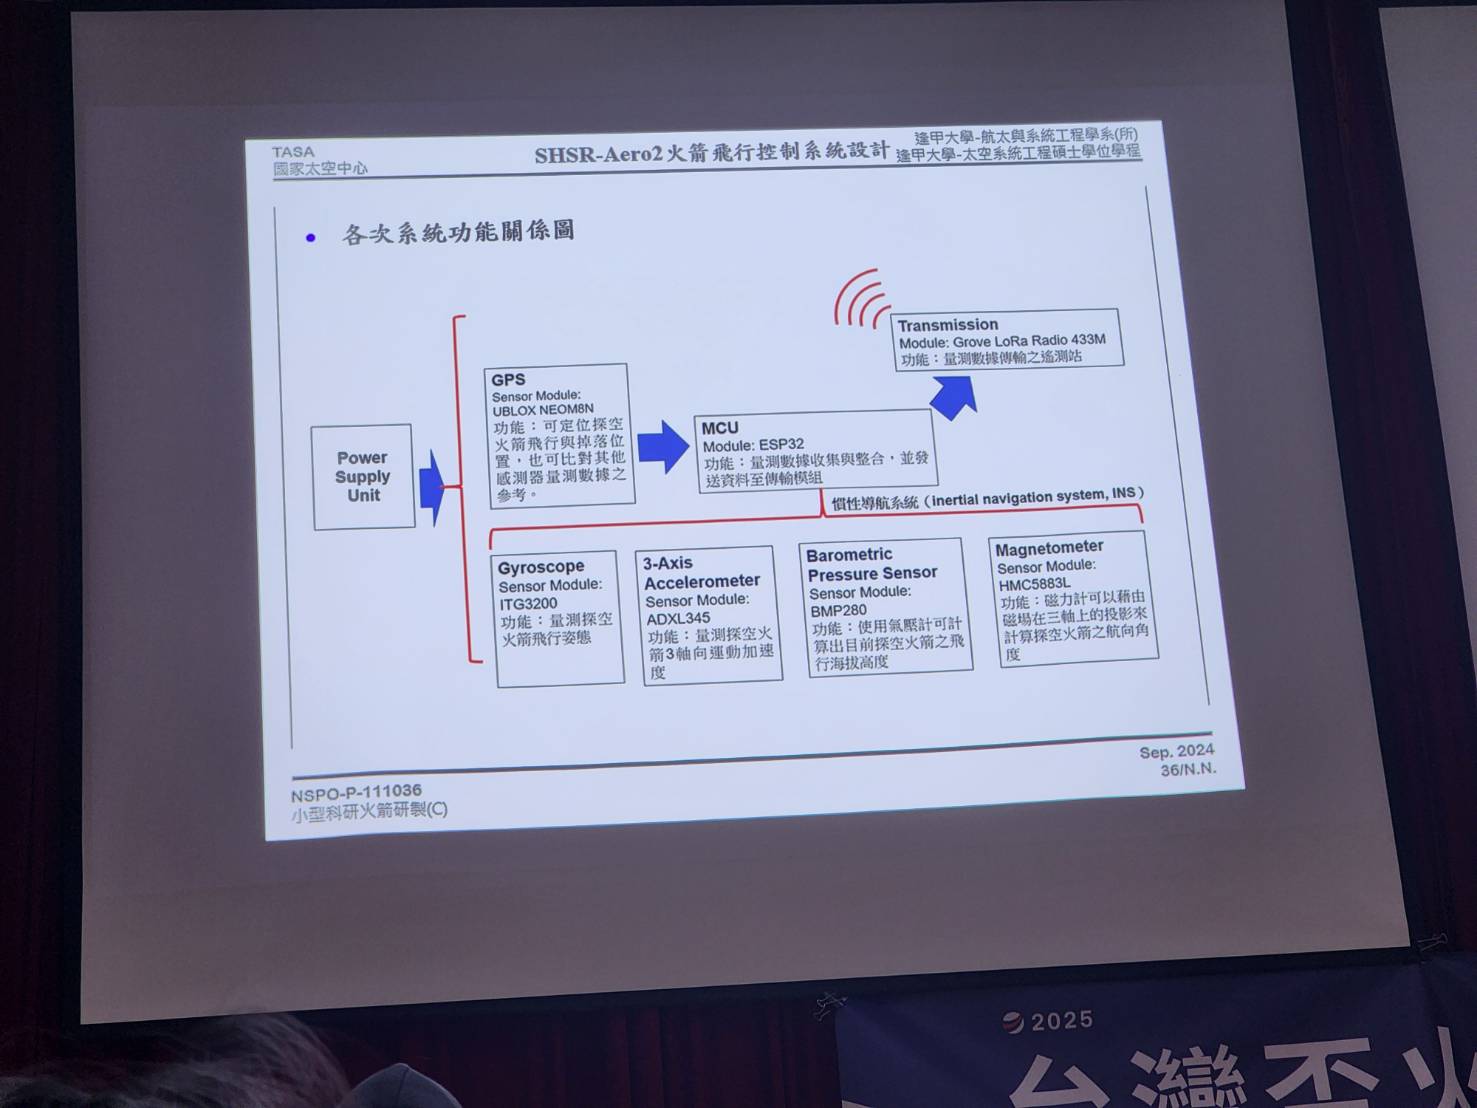 TASA
國家太空中心
SHSR-Aero2火箭飛行控制系統設計
逢甲大學-航太與系統工程學系(所)
逢甲大學-太空系統工程碩士學位學程
• 各次系統功能關係圖
Power
Supply
Unit
GPS
Sensor Module:
UBLOX NEOM8N
功能：可定位探空
火箭飛行與掉落位
置，也可比對其他
感測器量測數據之
參考。
MCU
Module: ESP32
功能：量測數據收集與整合，並發
送資料至傳輸模組
Transmission
Module: Grove LoRa Radio 433M
功能：量測數據傳輸之遙測站
慣性導航系統（inertial navigation system, INS）
Gyroscope
Sensor Module:
ITG3200
功能：量測探空
火箭飛行姿態
3-Axis
Accelerometer
Sensor Module:
ADXL345
功能：量測探空火
箭3軸向運動加速
度
Barometric
Pressure Sensor
Sensor Module:
BMP280
功能：使用氣壓計可計
算出目前探空火箭之飛
行海拔高度
Magnetometer
Sensor Module:
HMC5883L
功能：磁力計可以藉由
磁場在三軸上的投影來
計算探空火箭之航向角
度
NSPO-P-111036
小型科研火箭研製(C)
Sep. 2024
36/N.N.
2025
台灣盃火